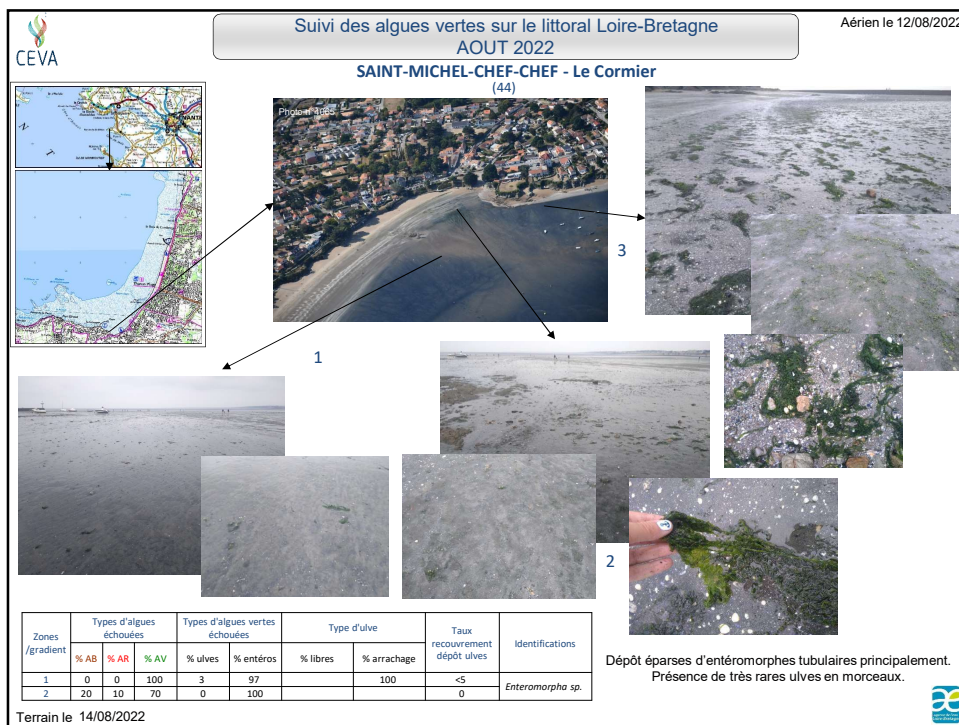 CEVA
Suivi des algues vertes sur le littoral Loire-Bretagne
AOUT 2022
Aérien le 12/08/2022
SAINT-MICHEL-CHEF-CHEF - Le Cormier
(44)
Photo n°4665
3
1
2
Zones /gradient
Types d'algues échouées
Types d'algues vertes échouées
Type d'ulve
Taux recouvrement dépôt ulves
Identifications
% AB % AR % AV % ulves % entéros % libres % arrachage
1 0 0 100 3 97 100 <5 Enteromorpha sp.
2 20 10 70 0 100 0
Dépôt éparses d'entéromorphes tubulaires principalement.
Présence de très rares ulves en morceaux.
Terrain le 14/08/2022